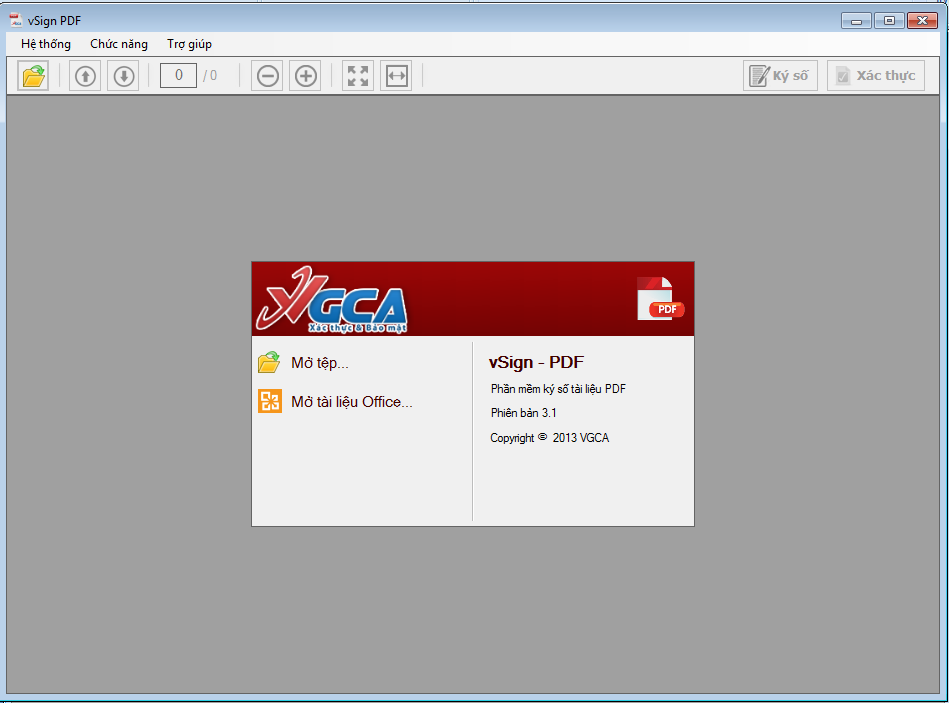 vSign PDF
Hệ thống Chức năng Trợ giúp
0 / 0 Ký số Xác thực
VGCA
Xác thực & Bảo mật
PDF
Mở tệp...
Mở tài liệu Office...
vSign - PDF
Phần mềm ký số tài liệu PDF
Phiên bản 3.1
Copyright © 2013 VGCA